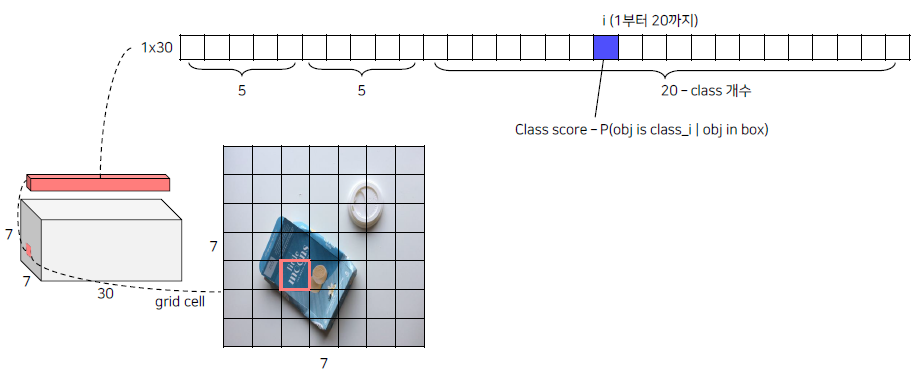 i (1부터 20까지)
1x30
5
5
20 – class 개수
Class score – P(obj is class_i | obj in box)
7
7
30
grid cell
7
7
moons